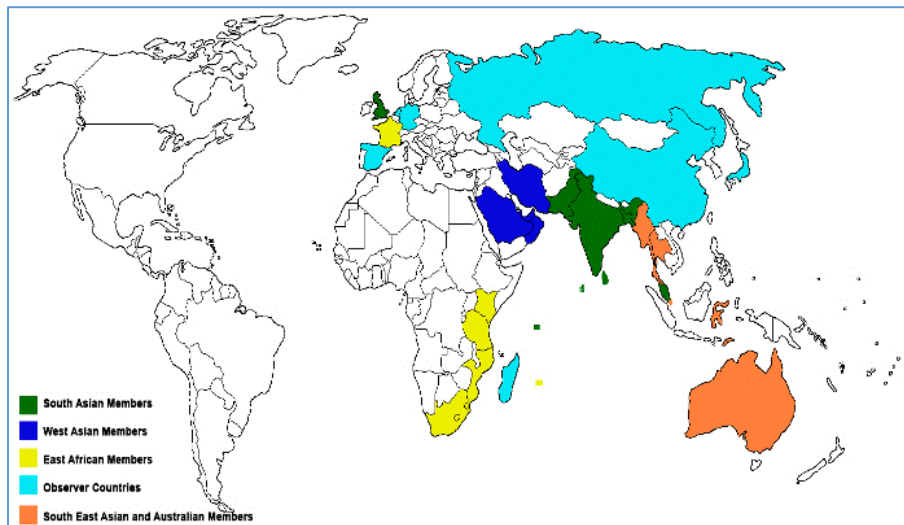 South Asian Members
West Asian Members
East African Members
Observer Countries
South East Asian and Australian Members